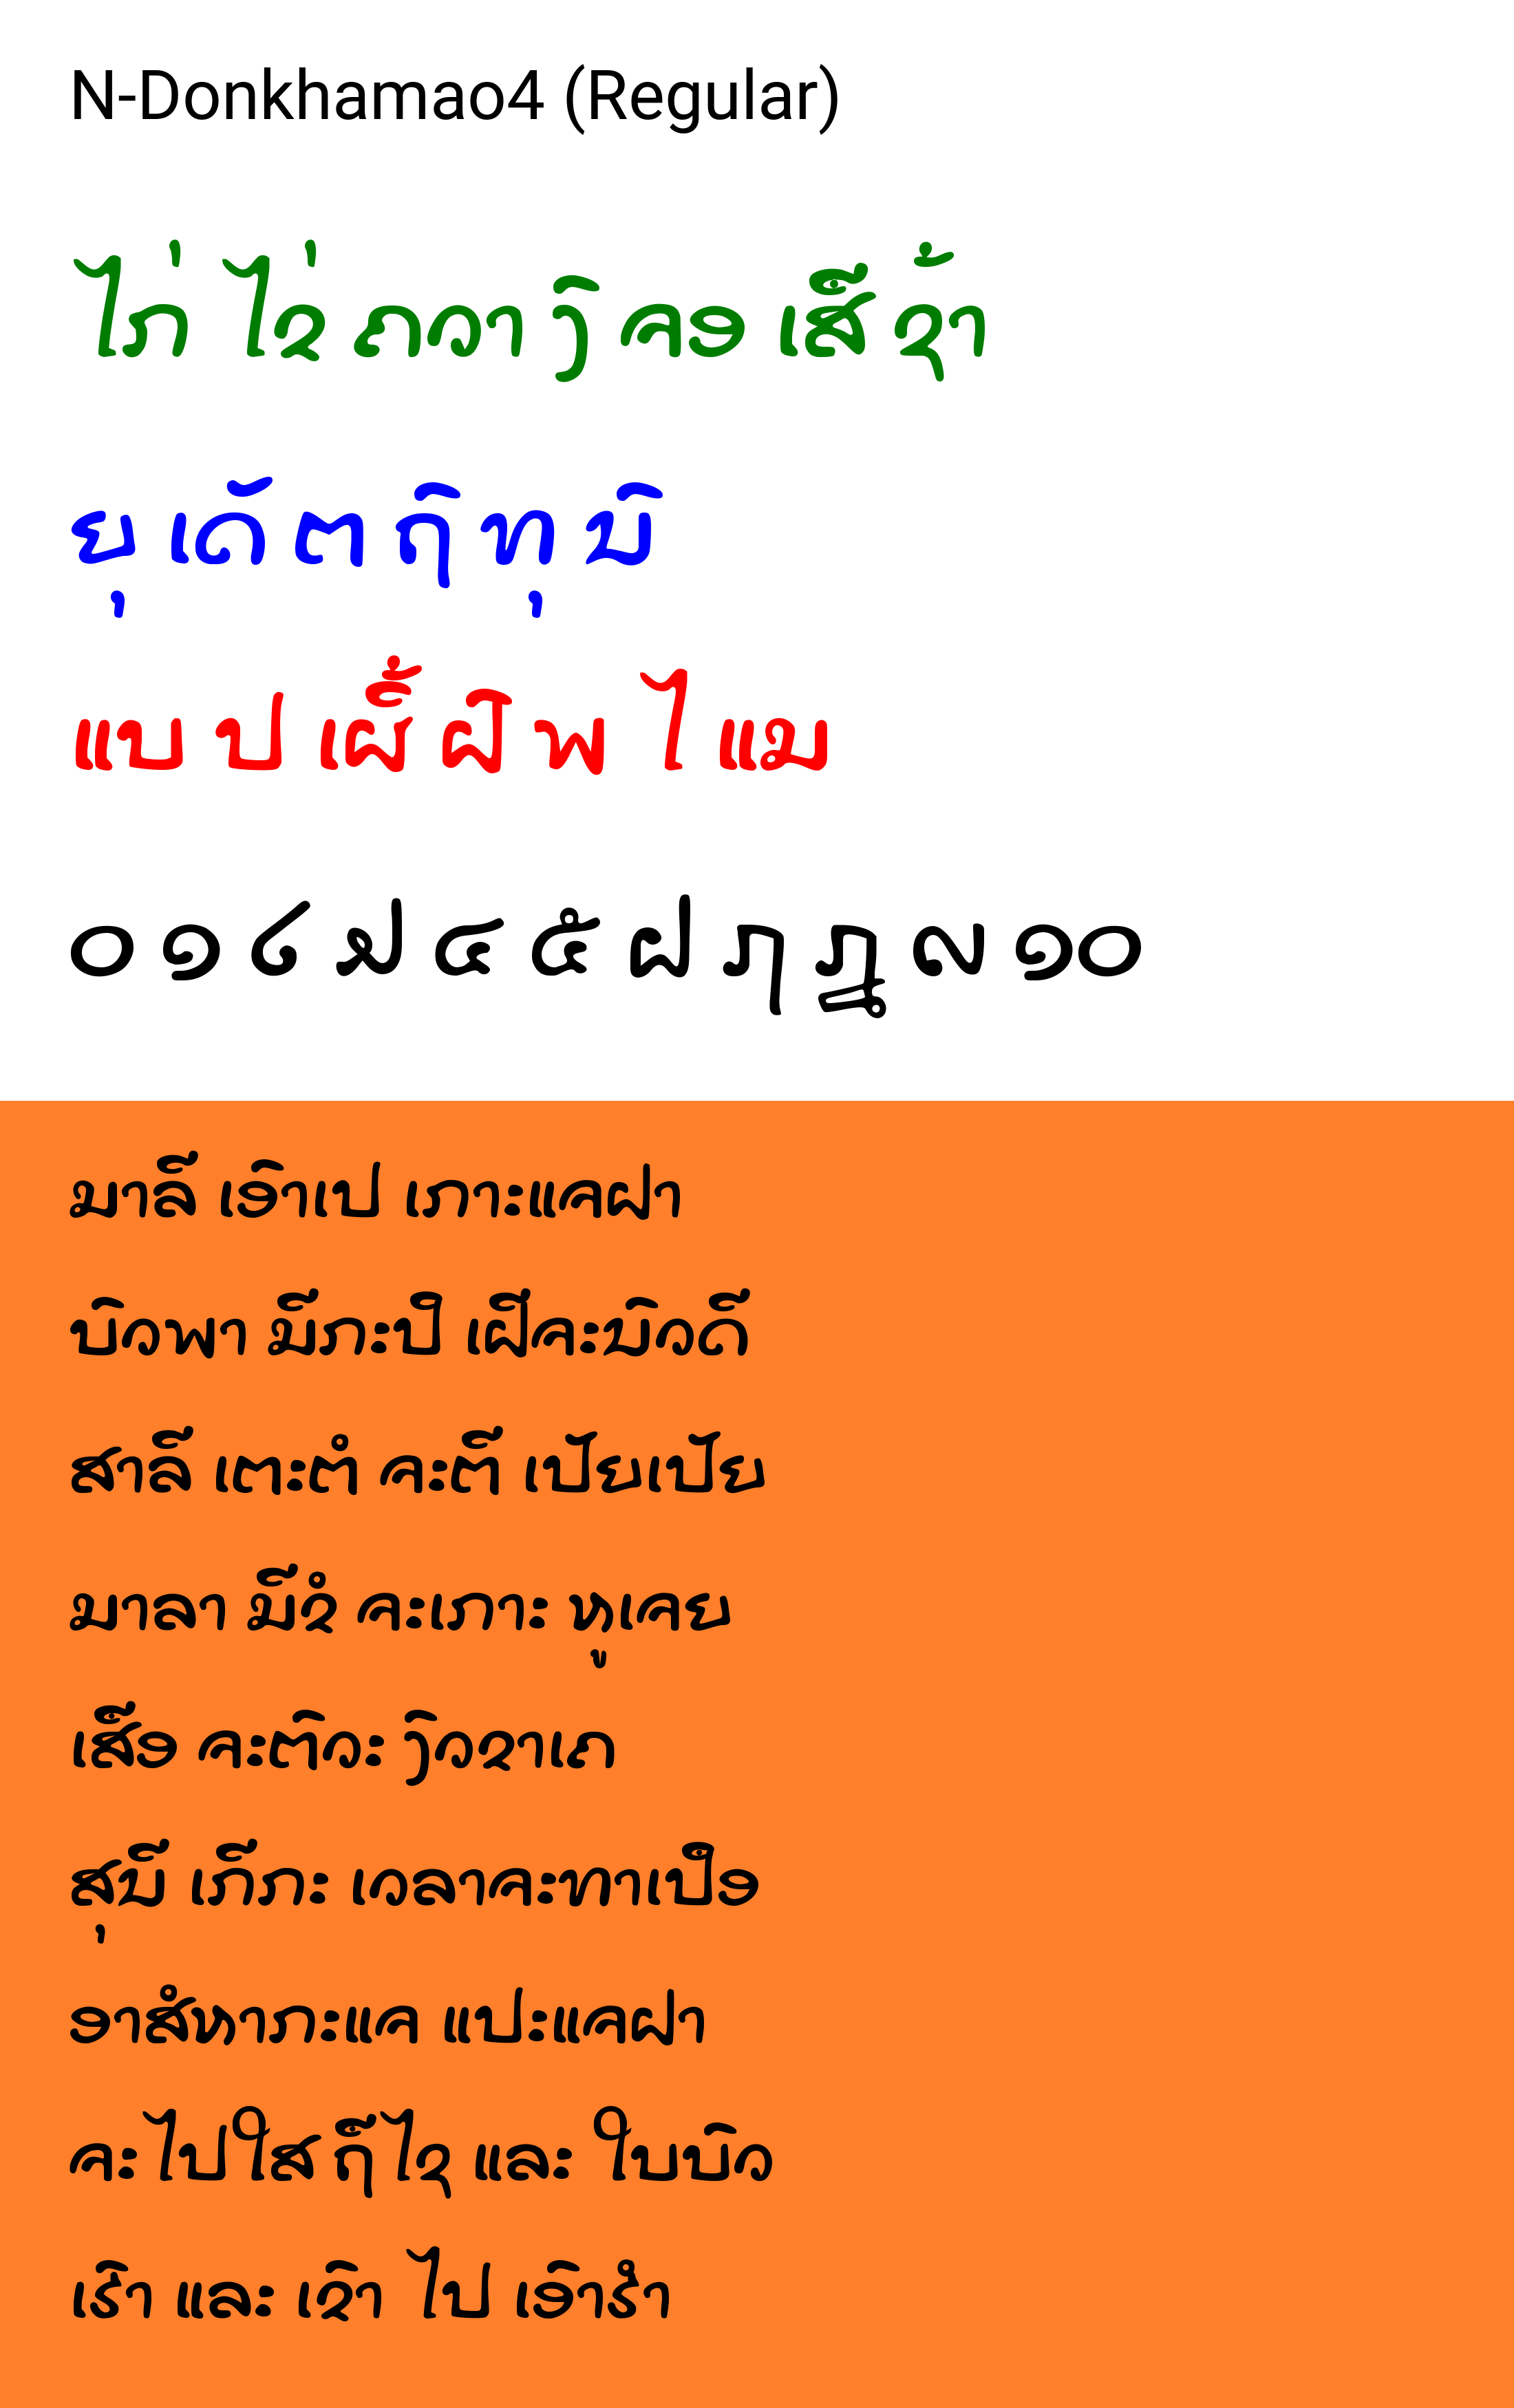 N-Donkhamao4 (Regular)
ໄກ່ ໄຂ່ ຄວາງົ ຄອ ເສື ຊ້າ
ຍຸ ເດັ ຕ ຖົ ທຸ ນົ
ແບ ປ ເຜິ້ ຝົ ພ ໄ ແມ
໐ ໑ ໒ ໓ ໔ ໕ ໖ ໗ ໘ ໙ ໑໐
ມາລີ ເອົາເປ ເກາະແຄຝາ
ບົວພາ ມີກະປີ ເຝີຄະນົວດີ
ສາລີ ເຕະຕໍ ຄະຕີ ເປັຍເປັຍ
ມາລາ ມີຂໍ ຄະເກາະ ຫູເຄຍ
ເສືອ ຄະຕົວະ ງົວຂາເຄ
ສຸນີ ເກີກະ ເວລາຄະທາເປືອ
ອາສໍຫາກະແຄ ແປະແຄຝາ
ຄະໄປໃສ ຖືໄຊ ແລະ ໃບບົວ
ເຮົາ ແລະ ເຂົາ ໄປ ເອົາຮໍາ